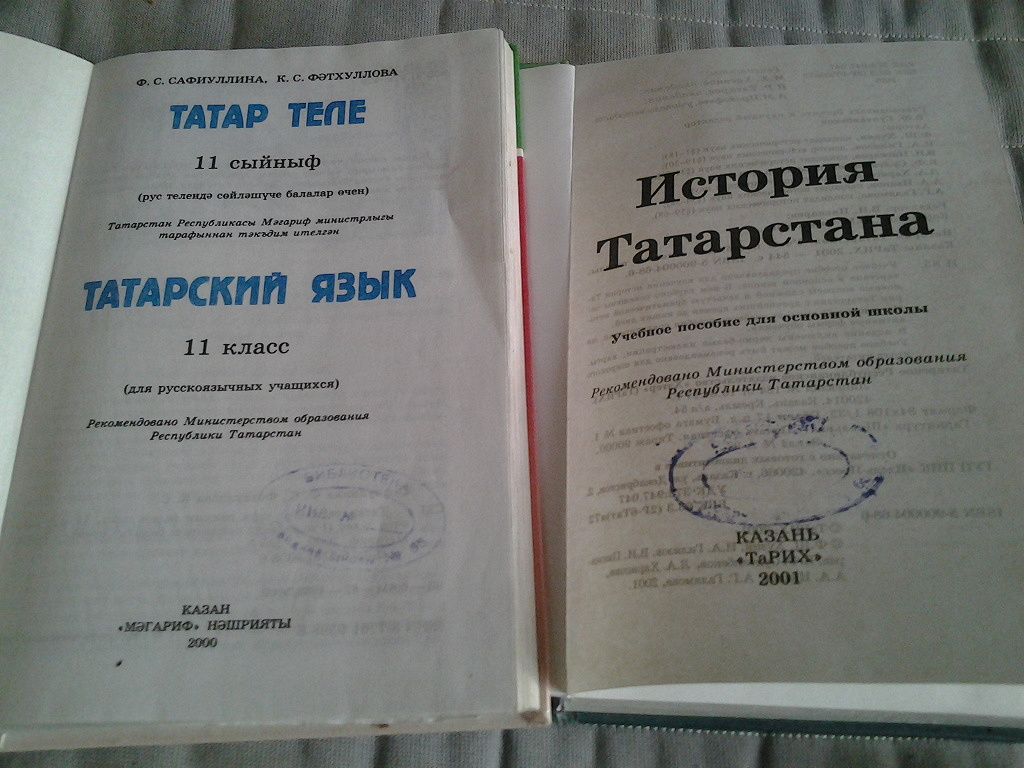 Ф. С. САФИУЛЛИНА, К. С. ФӘТХУЛЛОВА
ТАТАР ТЕЛЕ
11 сыйныф
(рус телендә сөйләшүче балалар өчен)
Татарстан Республикасы Мәгариф министрлыгы
тарафыннан тәкъдим ителгән
ТАТАРСКИЙ ЯЗЫК
11 класс
(для русскоязычных учащихся)
Рекомендовано Министерством образования
Республики Татарстан
БИБЛИОТЕКА
КАЗАН
«МӘГАРИФ» НӘШРИЯТЫ
2000
История
Татарстана
Учебное пособие для основной школы
Рекомендовано Министерством образования
Республики Татарстан
КАЗАНЬ
«ТаРИХ»
2001